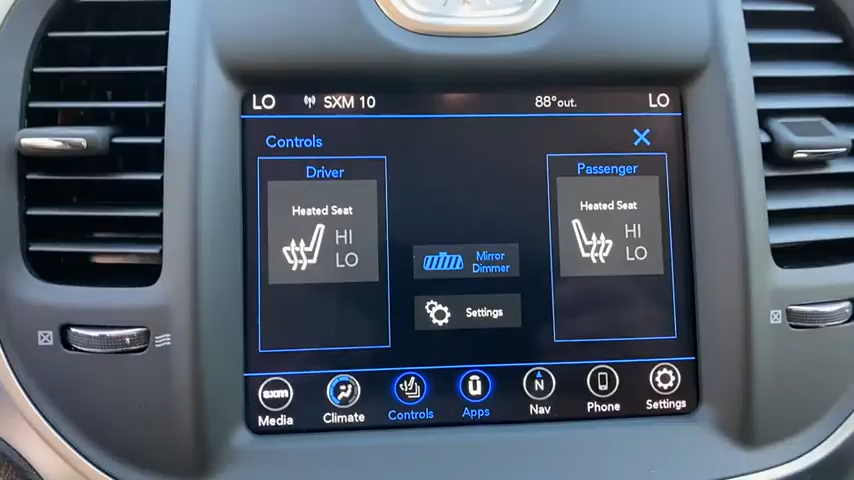 LO SXM 10 88°out. LO
Controls
Driver
Heated Seat
HI
LO
Passenger
Heated Seat
HI
LO
Mirror
Dimmer
Settings
sxm
N
Media Climate Controls Apps Nav Phone Settings